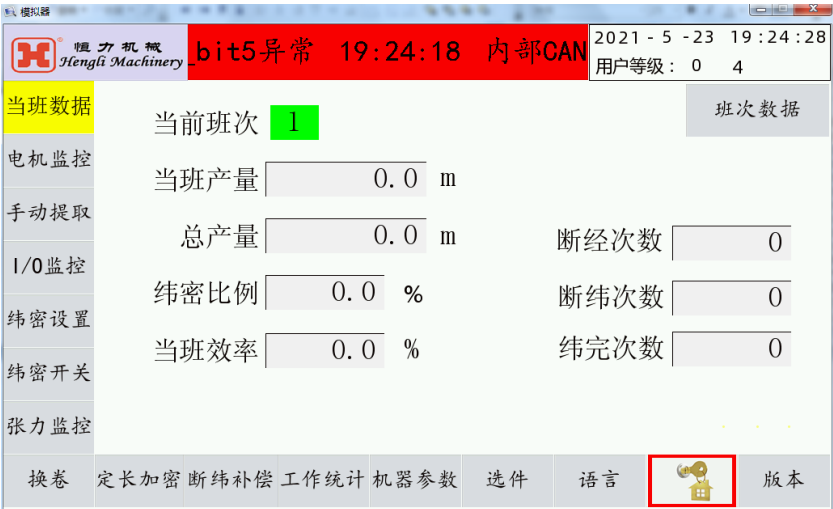 模拟器
恒力机械
Hengli Machinery
_bit5异常 19:24:18 内部CAN
2021-5-23 19:24:28
用户等级: 0 4
当班数据
电机监控
手动提取
I/O监控
纬密设置
纬密开关
张力监控
班次数据
当前班次 1
当班产量 0.0 m
总产量 0.0 m
纬密比例 0.0 %
当班效率 0.0 %
断经次数 0
断纬次数 0
纬完次数 0
换卷 定长加密 断纬补偿 工作统计 机器参数 选件 语言 版本